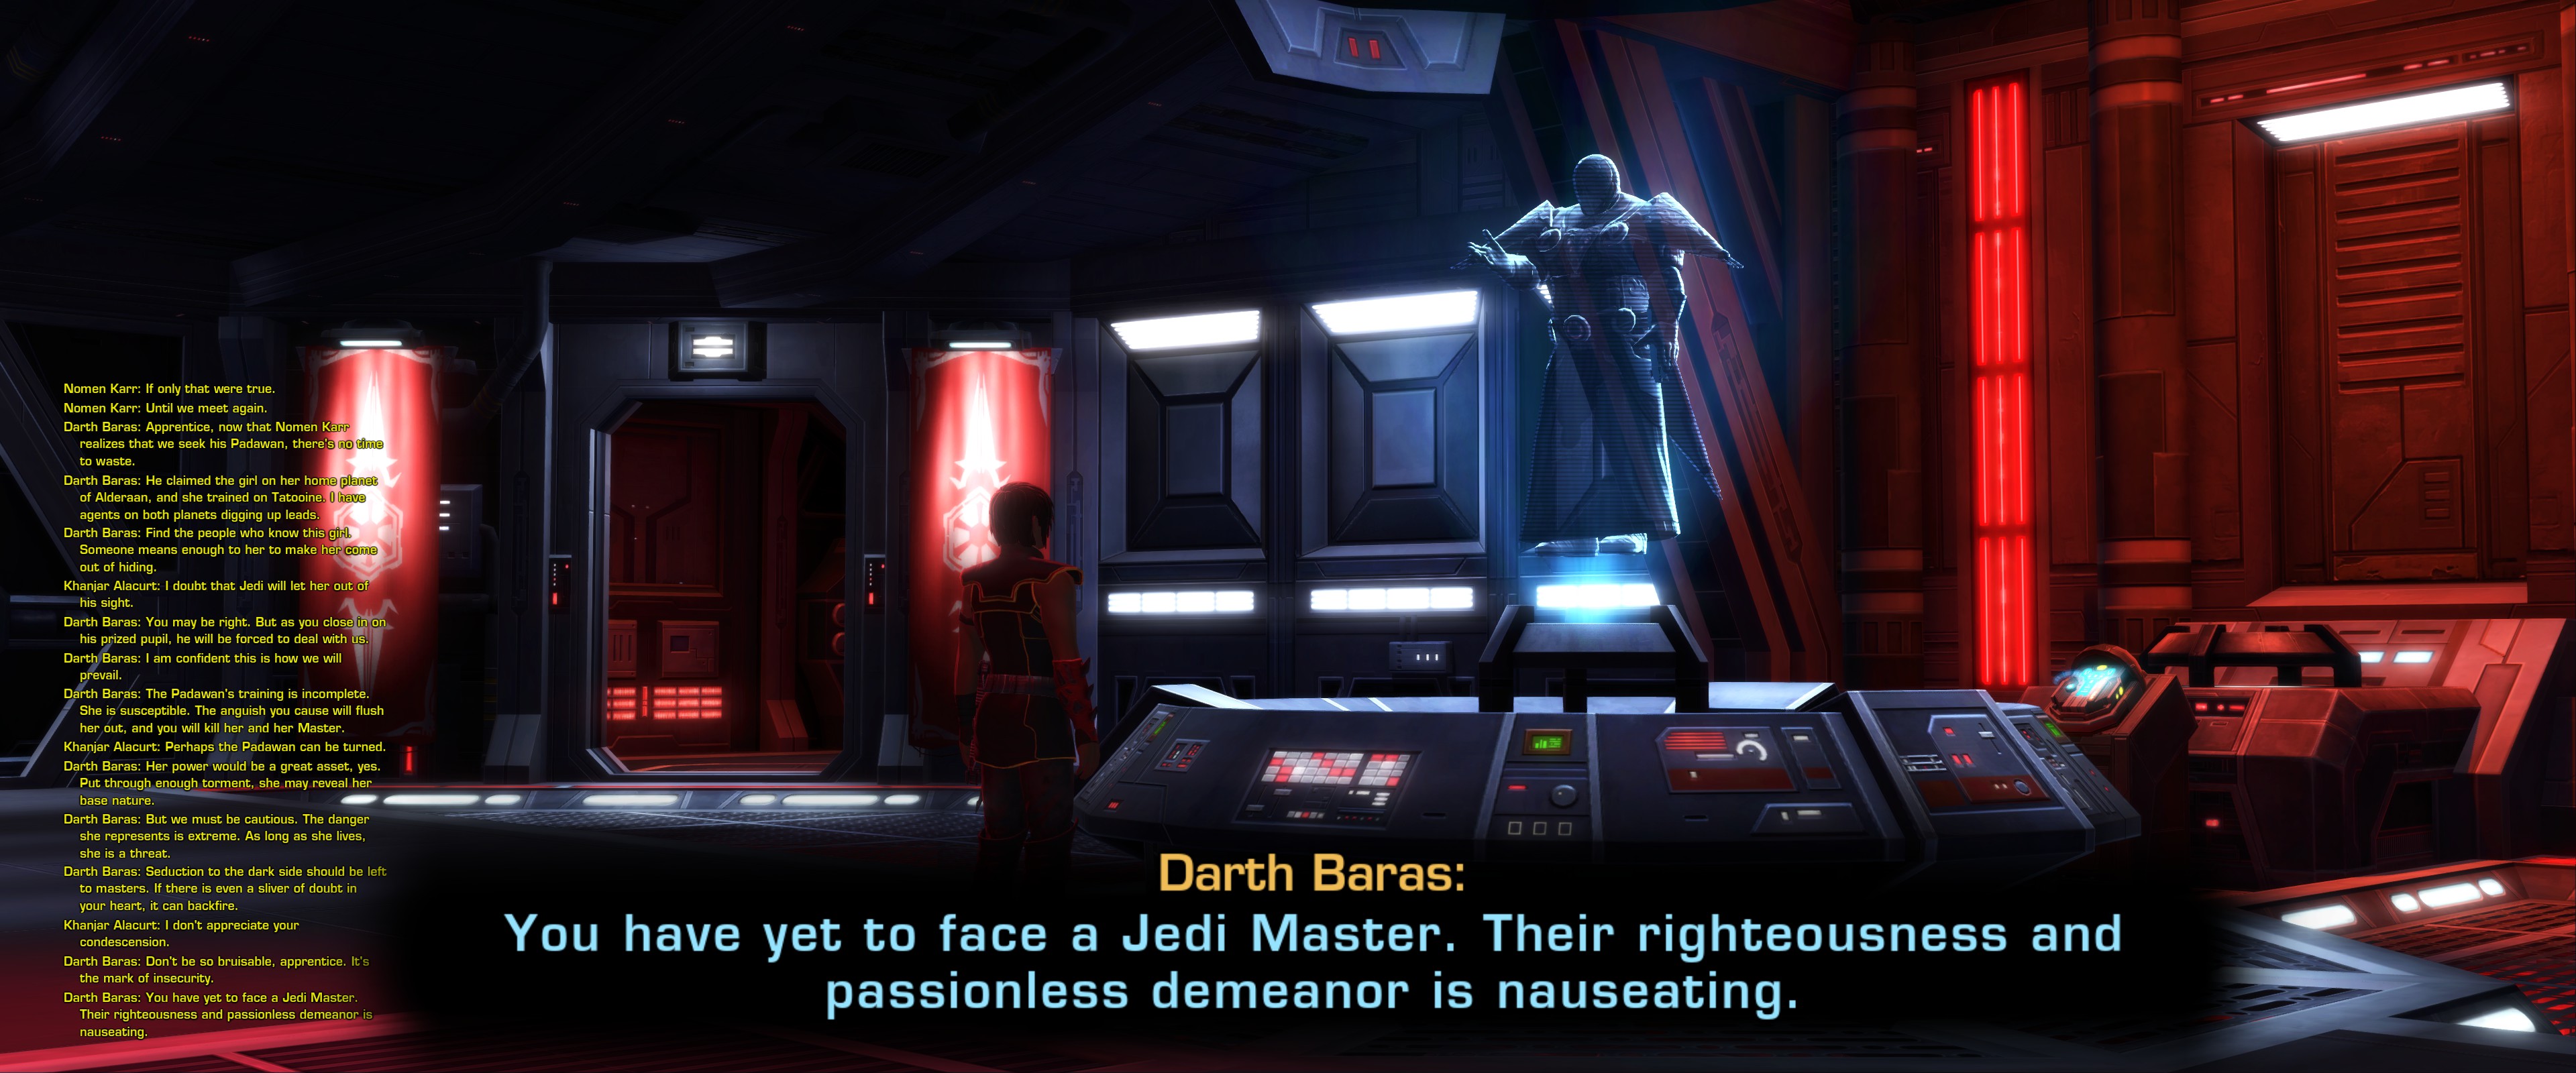 Nomen Karr: If only that were true.
Nomen Karr: Until we meet again.
Darth Baras: Apprentice, now that Nomen Karr
realizes that we seek his Padawan, there's no time
to waste.
Darth Baras: He claimed the girl on her home planet
of Alderaan, and she trained on Tatooine. I have
agents on both planets digging up leads.
Darth Baras: Find the people who know this girl.
Someone means enough to her to make her come
out of hiding.
Khanjar Alacurt: I doubt that Jedi will let her out of
his sight.
Darth Baras: You may be right. But as you close in on
his prized pupil, he will be forced to deal with us.
Darth Baras: I am confident this is how we will
prevail.
Darth Baras: The Padawan's training is incomplete.
She is susceptible. The anguish you cause will flush
her out, and you will kill her and her Master.
Khanjar Alacurt: Perhaps the Padawan can be turned.
Darth Baras: Her power would be a great asset, yes.
Put through enough torment, she may reveal her
base nature.
Darth Baras: But we must be cautious. The danger
she represents is extreme. As long as she lives,
she is a threat.
Darth Baras: Seduction to the dark side should be left
to masters. If there is even a sliver of doubt in
your heart, it can backfire.
Khanjar Alacurt: I don't appreciate your
condescension.
Darth Baras: Don't be so bruisable, apprentice. It's
the mark of insecurity.
Darth Baras: You have yet to face a Jedi Master.
Their righteousness and passionless demeanor is
nauseating.
Darth Baras:
You have yet to face a Jedi Master. Their righteousness and
passionless demeanor is nauseating.